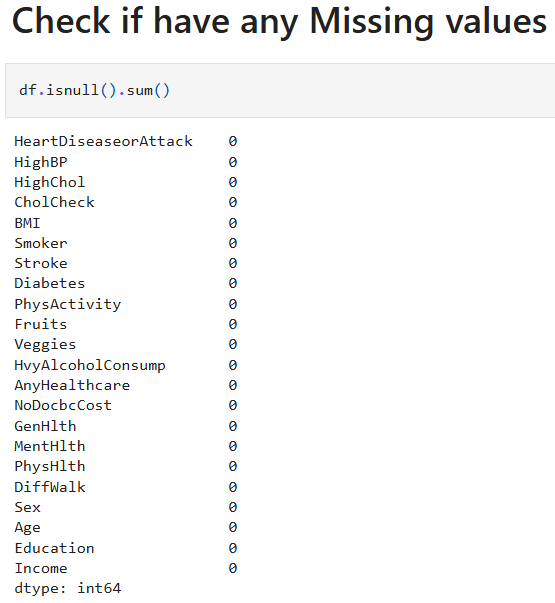 Check if have any Missing values
df.isnull().sum()
HeartDiseaseorAttack 0
HighBP 0
HighChol 0
CholCheck 0
BMI 0
Smoker 0
Stroke 0
Diabetes 0
PhysActivity 0
Fruits 0
Veggies 0
HvyAlcoholConsump 0
AnyHealthcare 0
NoDocbcCost 0
GenHlth 0
MentHlth 0
PhysHlth 0
DiffWalk 0
Sex 0
Age 0
Education 0
Income 0
dtype: int64